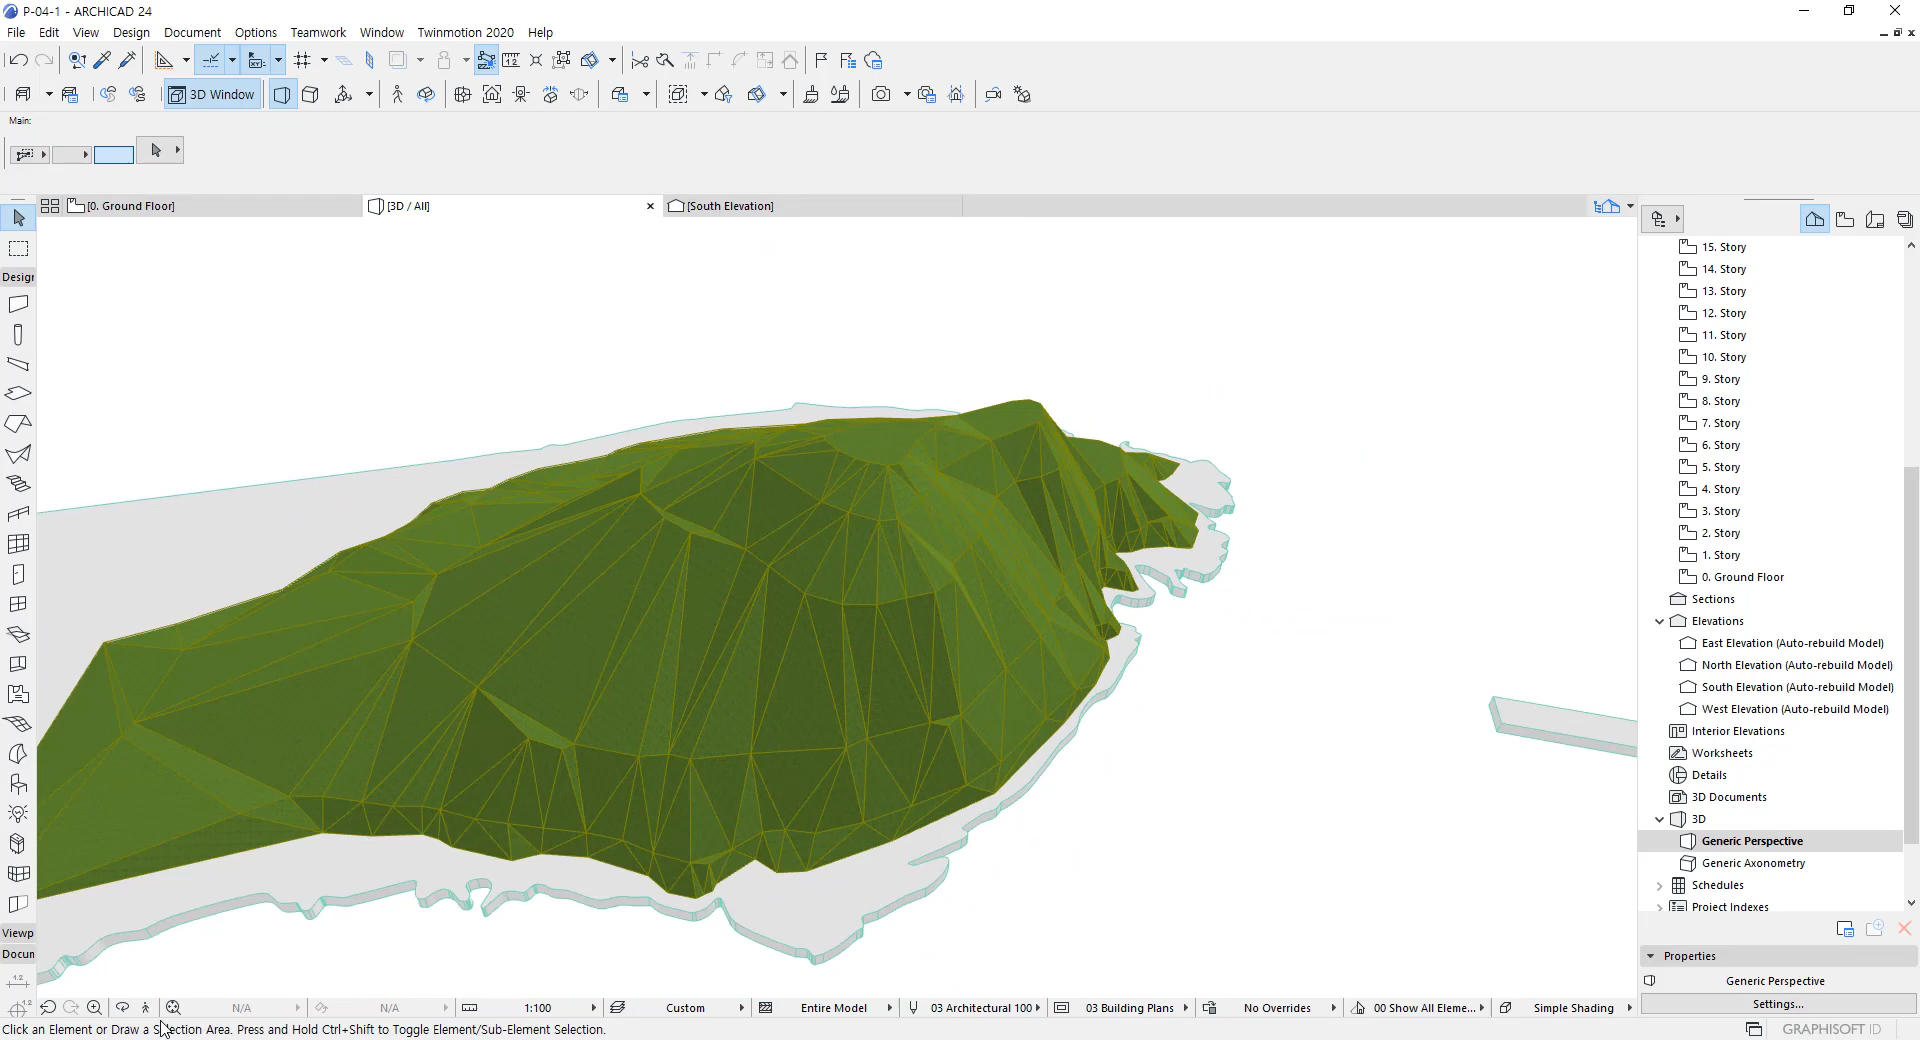 P-04-1 - ARCHICAD 24
File Edit View Design Document Options Teamwork Window Twinmotion 2020 Help
3D Window
Main:
[0. Ground Floor]
[3D / All]
[South Elevation]
Design
15. Story
14. Story
13. Story
12. Story
11. Story
10. Story
9. Story
8. Story
7. Story
6. Story
5. Story
4. Story
3. Story
2. Story
1. Story
0. Ground Floor
Sections
Elevations
East Elevation (Auto-rebuild Model)
North Elevation (Auto-rebuild Model)
South Elevation (Auto-rebuild Model)
West Elevation (Auto-rebuild Model)
Interior Elevations
Worksheets
Details
3D Documents
3D
Generic Perspective
Generic Axonometry
Schedules
Project Indexes
Viewp
Docum
Properties
Generic Perspective
Settings...
1.2
N/A
N/A
1:100
Custom
Entire Model
03 Architectural 100
03 Building Plans
No Overrides
00 Show All Eleme...
Simple Shading
Click an Element or Draw a Selection Area. Press and Hold Ctrl+Shift to Toggle Element/Sub-Element Selection.
GRAPHISOFT ID